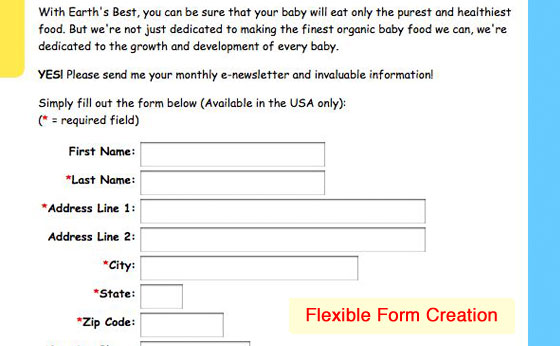 With Earth's Best, you can be sure that your baby will eat only the purest and healthiest
food. But we're not just dedicated to making the finest organic baby food we can, we're
dedicated to the growth and development of every baby.
YES! Please send me your monthly e-newsletter and invaluable information!
Simply fill out the form below (Available in the USA only):
(* = required field)
First Name:
*Last Name:
*Address Line 1:
Address Line 2:
*City:
*State:
*Zip Code:
Flexible Form Creation